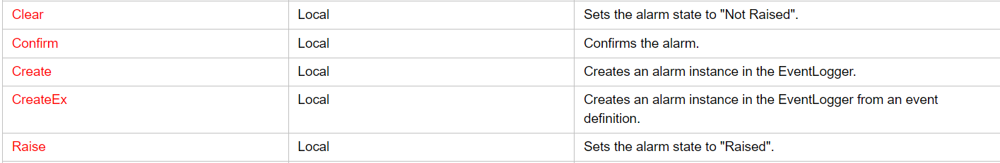 Clear Local Sets the alarm state to "Not Raised".
Confirm Local Confirms the alarm.
Create Local Creates an alarm instance in the EventLogger.
CreateEx Local Creates an alarm instance in the EventLogger from an event
definition.
Raise Local Sets the alarm state to "Raised".